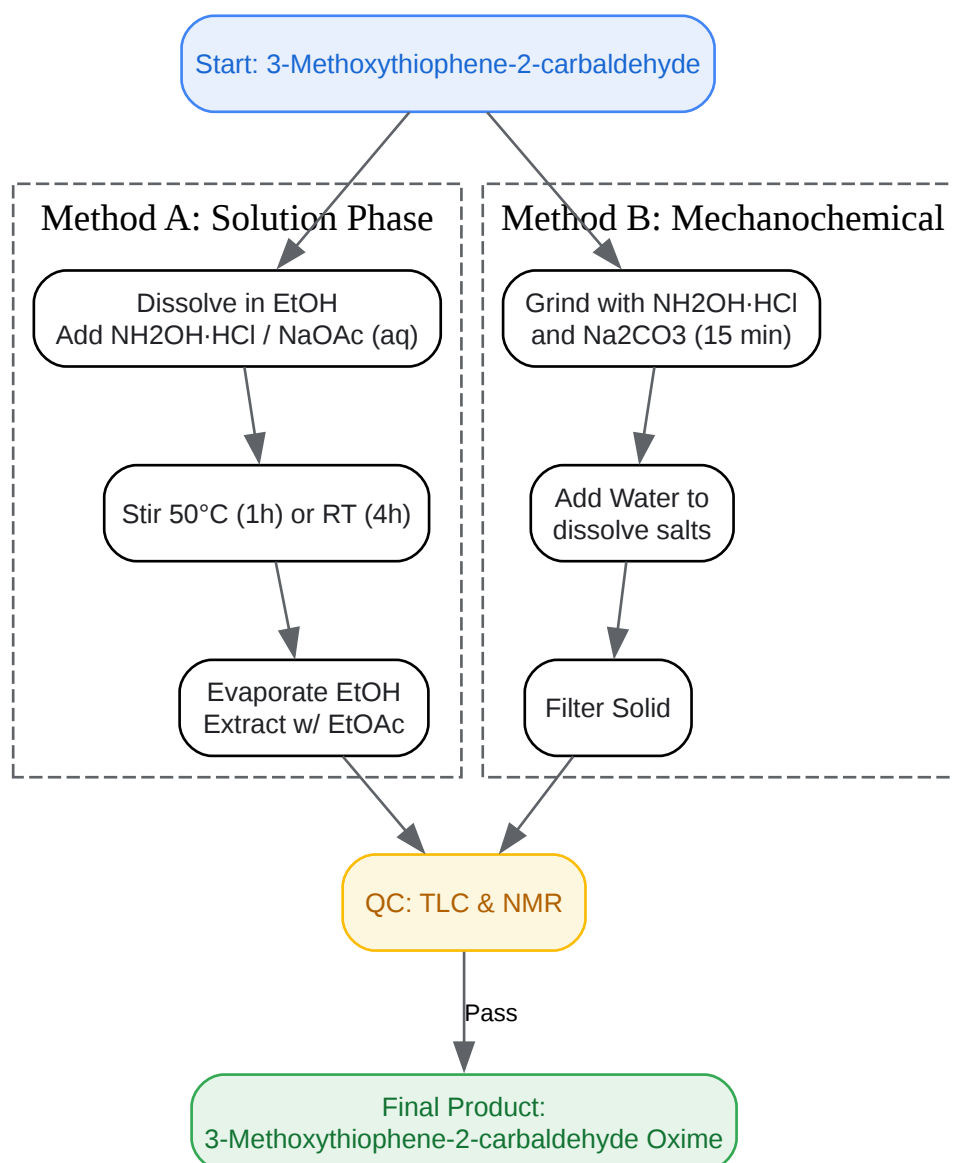 Start: 3-Methoxythiophene-2-carbaldehyde
Method A: Solution Phase
Dissolve in EtOH
Add NH2OH·HCl / NaOAc (aq)
Stir 50°C (1h) or RT (4h)
Evaporate EtOH
Extract w/ EtOAc
Method B: Mechanochemical
Grind with NH2OH·HCl
and Na2CO3 (15 min)
Add Water to
dissolve salts
Filter Solid
QC: TLC & NMR
Pass
Final Product:
3-Methoxythiophene-2-carbaldehyde Oxime